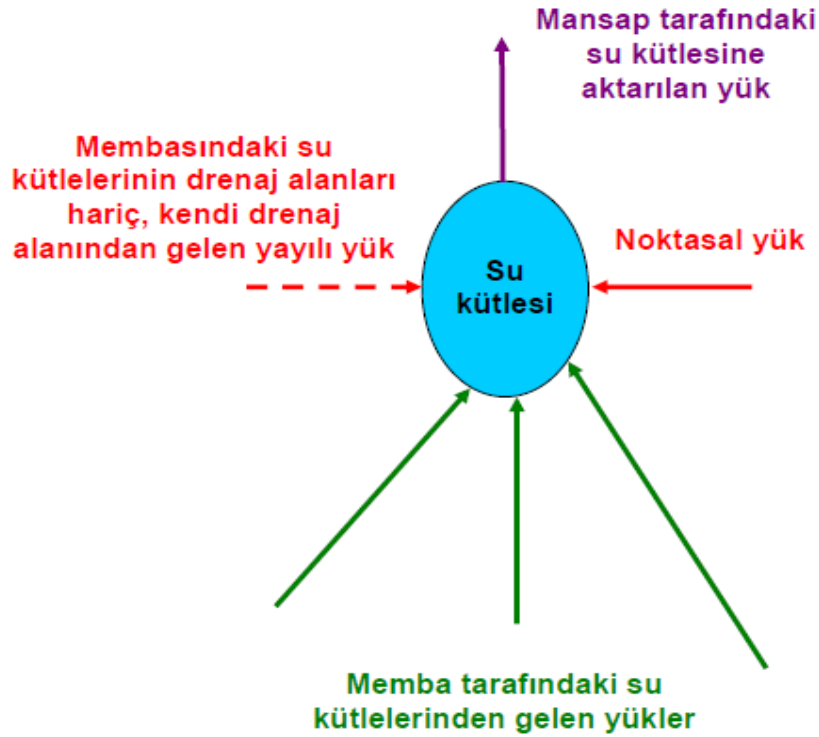 Mansap tarafındaki
su kütlesine
aktarılan yük
Membasındaki su
kütlelerinin drenaj alanları
hariç, kendi drenaj
alanından gelen yayılı yük
Noktasal yük
Su
kütlesi
Memba tarafındaki su
kütlelerinden gelen yükler